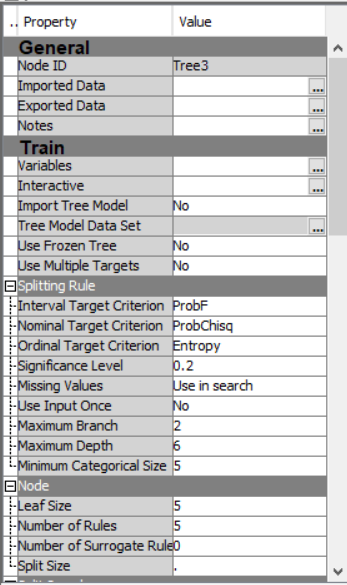 .. Property Value
General
Node ID Tree3
Imported Data ...
Exported Data ...
Notes ...
Train
Variables ...
Interactive ...
Import Tree Model No
Tree Model Data Set ...
Use Frozen Tree No
Use Multiple Targets No
Splitting Rule
Interval Target Criterion ProbF
Nominal Target Criterion ProbChisq
Ordinal Target Criterion Entropy
Significance Level 0.2
Missing Values Use in search
Use Input Once No
Maximum Branch 2
Maximum Depth 6
Minimum Categorical Size 5
Node
Leaf Size 5
Number of Rules 5
Number of Surrogate Rule 0
Split Size .